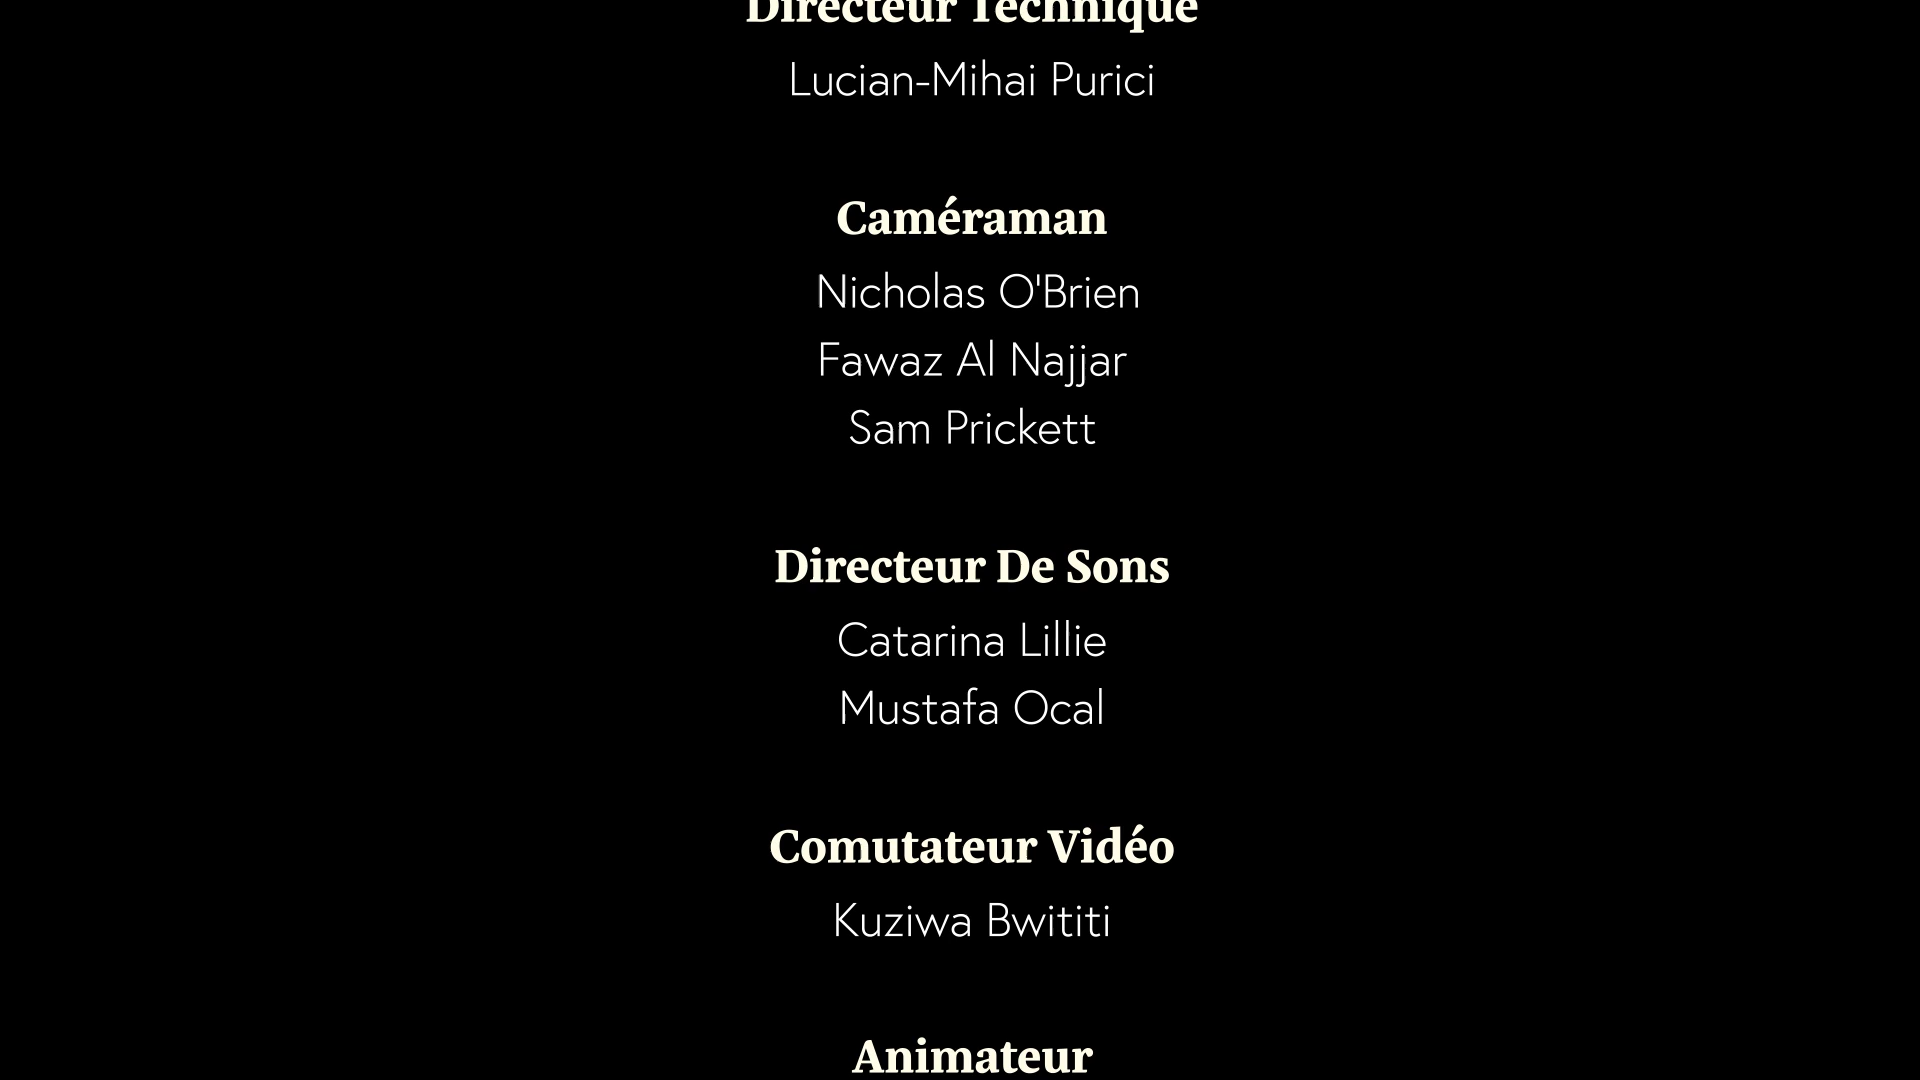 Directeur Technique
Lucian-Mihai Purici
Caméraman
Nicholas O'Brien
Fawaz Al Najjar
Sam Prickett
Directeur De Sons
Catarina Lillie
Mustafa Ocal
Comutateur Vidéo
Kuziwa Bwititi
Animateur